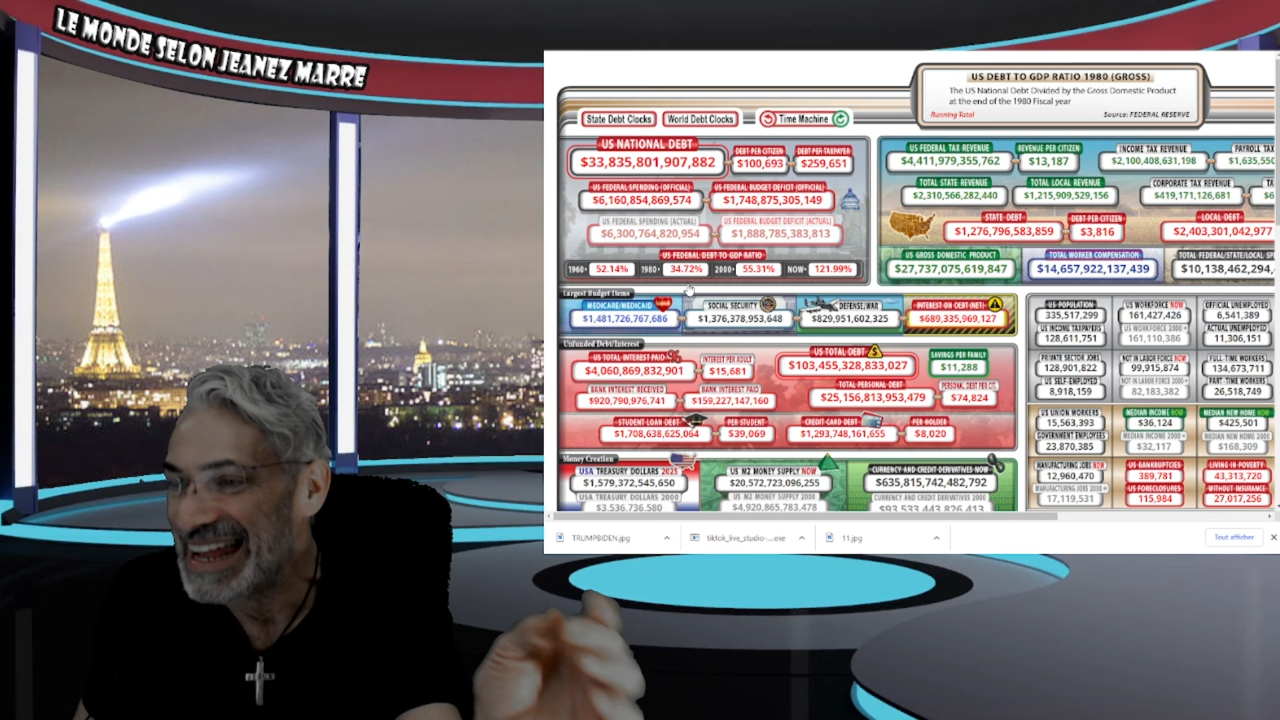 LE MONDE SELON JEANEZ MARRE
US DEBT TO GDP RATIO 1980 (GROSS)
The US National Debt Divided by the Gross Domestic Product
at the end of the 1980 Fiscal year
Running Total Source: FEDERAL RESERVE
State Debt Clocks World Debt Clocks Time Machine
US NATIONAL DEBT DEBT PER CITIZEN DEBT PER TAXPAYER
$33,835,801,907,882 $100,693 $259,651
US FEDERAL SPENDING (OFFICIAL) US FEDERAL BUDGET DEFICIT (OFFICIAL)
$6,160,854,869,574 $1,748,875,305,149
US FEDERAL SPENDING (ACTUAL) US FEDERAL BUDGET DEFICIT (ACTUAL)
$6,300,764,820,954 $1,888,785,383,813
US FEDERAL DEBT TO GDP RATIO
1960• 52.14% 1980• 34.72% 2000• 55.31% NOW• 121.99%
US FEDERAL TAX REVENUE REVENUE PER CITIZEN INCOME TAX REVENUE PAYROLL TAX
$4,411,979,355,762 $13,187 $2,100,408,631,198 $1,635,550
TOTAL STATE REVENUE TOTAL LOCAL REVENUE CORPORATE TAX REVENUE
$2,310,566,282,440 $1,215,909,529,156 $419,171,126,681
STATE DEBT DEBT PER CITIZEN LOCAL DEBT
$1,276,796,583,859 $3,816 $2,403,301,042,977
US GROSS DOMESTIC PRODUCT TOTAL WORKER COMPENSATION TOTAL FEDERAL/STATE/LOCAL
$27,737,075,619,847 $14,657,922,137,439 $10,138,462,294,
Largest Budget Items
MEDICARE/MEDICAID SOCIAL SECURITY DEFENSE/WAR INTEREST ON DEBT (NET)
$1,481,726,767,686 $1,376,378,953,648 $829,951,602,325 $689,335,969,127
Unfunded Debt/Interest
US TOTAL INTEREST PAID INTEREST PER ADULT US TOTAL DEBT SAVINGS PER FAMILY
$4,060,869,832,901 $15,681 $103,455,328,833,027 $11,288
BANK INTEREST RECEIVED BANK INTEREST PAID TOTAL PERSONAL DEBT PERSONAL DEBT PER CIT.
$920,790,976,741 $159,227,147,160 $25,156,813,953,479 $74,824
STUDENT LOAN DEBT PER STUDENT CREDIT CARD DEBT PER HOLDER
$1,708,638,625,064 $39,069 $1,293,748,161,655 $8,020
Money Creation
USA TREASURY DOLLARS 2025 US M2 MONEY SUPPLY NOW CURRENCY AND CREDIT DERIVATIVES NOW
$1,579,372,545,650 $20,572,723,096,255 $635,815,742,482,792
USA TREASURY DOLLARS 2000 US M2 MONEY SUPPLY 2000 CURRENCY AND CREDIT DERIVATIVES 2000
$3,536,736,580 $4,920,865,783,478 $93,533,443,826,413
US POPULATION US WORKFORCE NOW OFFICIAL UNEMPLOYED
335,517,299 161,427,426 6,541,389
US INCOME TAXPAYERS US WORKFORCE 2000 ACTUAL UNEMPLOYED
128,611,751 161,110,386 11,306,151
PRIVATE SECTOR JOBS NOT IN LABOR FORCE NOW FULL TIME WORKERS
128,901,822 99,915,874 134,673,711
US SELF-EMPLOYED NOT IN LABOR FORCE 2000 PART-TIME WORKERS
8,918,159 82,183,382 26,518,749
US UNION WORKERS MEDIAN INCOME NOW MEDIAN NEW HOME NOW
15,563,393 $36,124 $425,501
GOVERNMENT EMPLOYEES MEDIAN INCOME 2000 MEDIAN NEW HOME 2000
23,870,385 $32,117 $168,309
MANUFACTURING JOBS NOW US BANKRUPTCIES LIVING IN POVERTY
12,960,470 389,781 43,313,720
MANUFACTURING JOBS 2000 US FORECLOSURES WITHOUT INSURANCE
17,119,531 115,984 27,017,256
TRUMPBIDEN.jpg tiktok_live_studio-....exe 11.jpg Tout afficher